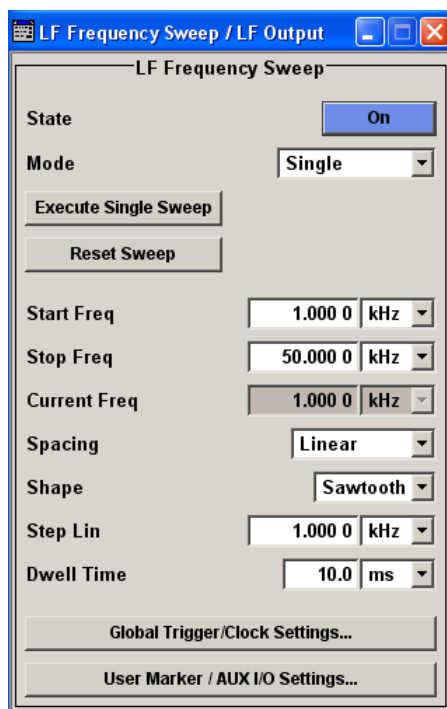 LF Frequency Sweep / LF Output
LF Frequency Sweep
State On
Mode Single
Execute Single Sweep
Reset Sweep
Start Freq 1.000 0 kHz
Stop Freq 50.000 0 kHz
Current Freq 1.000 0 kHz
Spacing Linear
Shape Sawtooth
Step Lin 1.000 0 kHz
Dwell Time 10.0 ms
Global Trigger/Clock Settings...
User Marker / AUX I/O Settings...